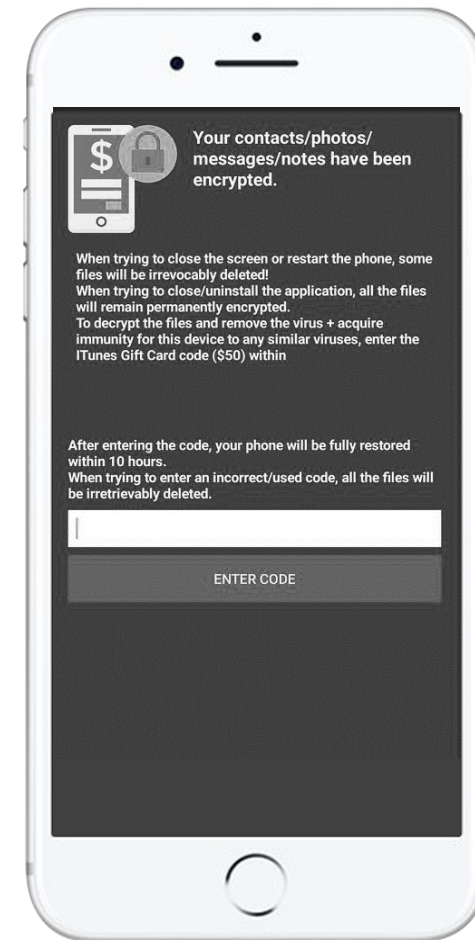 $
Your contacts/photos/
messages/notes have been
encrypted.
When trying to close the screen or restart the phone, some
files will be irrevocably deleted!
When trying to close/uninstall the application, all the files
will remain permanently encrypted.
To decrypt the files and remove the virus + acquire
immunity for this device to any similar viruses, enter the
ITunes Gift Card code ($50) within
After entering the code, your phone will be fully restored
within 10 hours.
When trying to enter an incorrect/used code, all the files will
be irretrievably deleted.
ENTER CODE